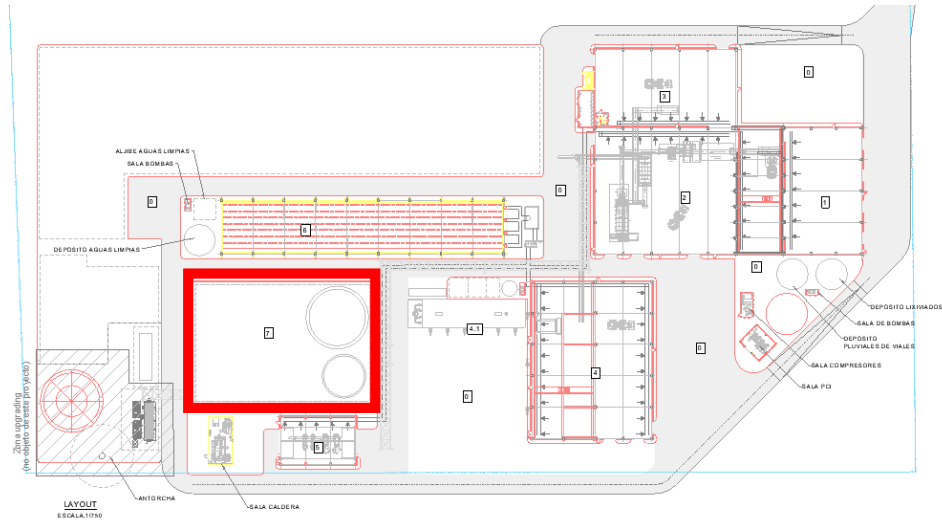 0
3
ALJIBE AGUAS LIMPIAS
SALA BOMBAS
0
0
2
1
6
DEPOSITO AGUAS LIMPIAS
0
DEPOSITO LIXIVIADOS
SALA DE BOMBAS
7
4.1
DEPOSITO
PLUVIALES DE VIALES
0
SALA COMPRESORES
4
SALA PCI
0
Zona upgrading
(no objeto de este proyecto)
5
ANTORCHA
LAYOUT
SALA CALDERA
ESCALA:1/750